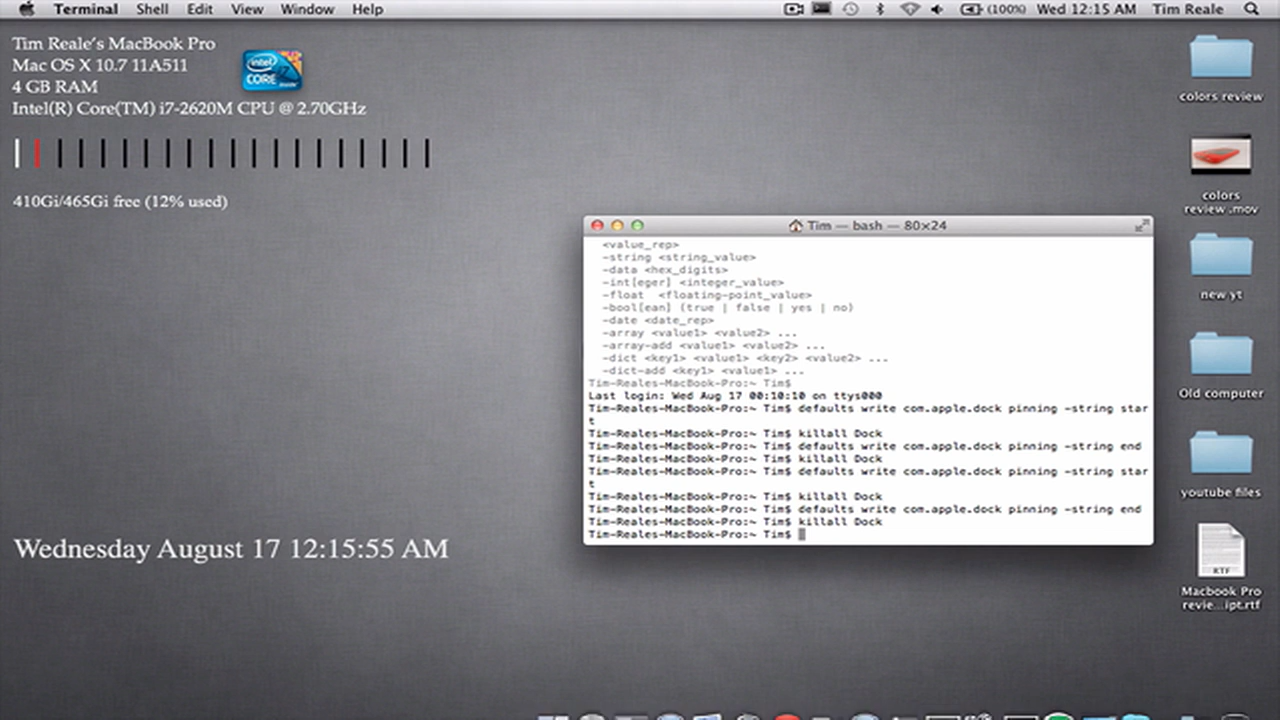 Terminal Shell Edit View Window Help (100%) Wed 12:15 AM Tim Reale
Tim Reale's MacBook Pro
Mac OS X 10.7 11A511
4 GB RAM
Intel(R) Core(TM) i7-2620M CPU @ 2.70GHz
intel
CORE i7
inside
410Gi/465Gi free (12% used)
Wednesday August 17 12:15:55 AM
Tim — bash — 80×24
<value_rep>
-string <string_value>
-data <hex_digits>
-int[eger] <integer_value>
-float  <floating-point_value>
-bool[ean] (true | false | yes | no)
-date <date_rep>
-array <value1> <value2> ...
-array-add <value1> <value2> ...
-dict <key1> <value1> <key2> <value2> ...
-dict-add <key1> <value1> ...
Tim-Reales-MacBook-Pro:~ Tim$
Last login: Wed Aug 17 00:10:10 on ttys000
Tim-Reales-MacBook-Pro:~ Tim$ defaults write com.apple.dock pinning -string star
t
Tim-Reales-MacBook-Pro:~ Tim$ killall Dock
Tim-Reales-MacBook-Pro:~ Tim$ defaults write com.apple.dock pinning -string end
Tim-Reales-MacBook-Pro:~ Tim$ killall Dock
Tim-Reales-MacBook-Pro:~ Tim$ defaults write com.apple.dock pinning -string star
t
Tim-Reales-MacBook-Pro:~ Tim$ killall Dock
Tim-Reales-MacBook-Pro:~ Tim$ defaults write com.apple.dock pinning -string end
Tim-Reales-MacBook-Pro:~ Tim$ killall Dock
Tim-Reales-MacBook-Pro:~ Tim$
colors review
colors
review .mov
new yt
Old computer
youtube files
RTF
Macbook Pro
revie...ipt.rtf